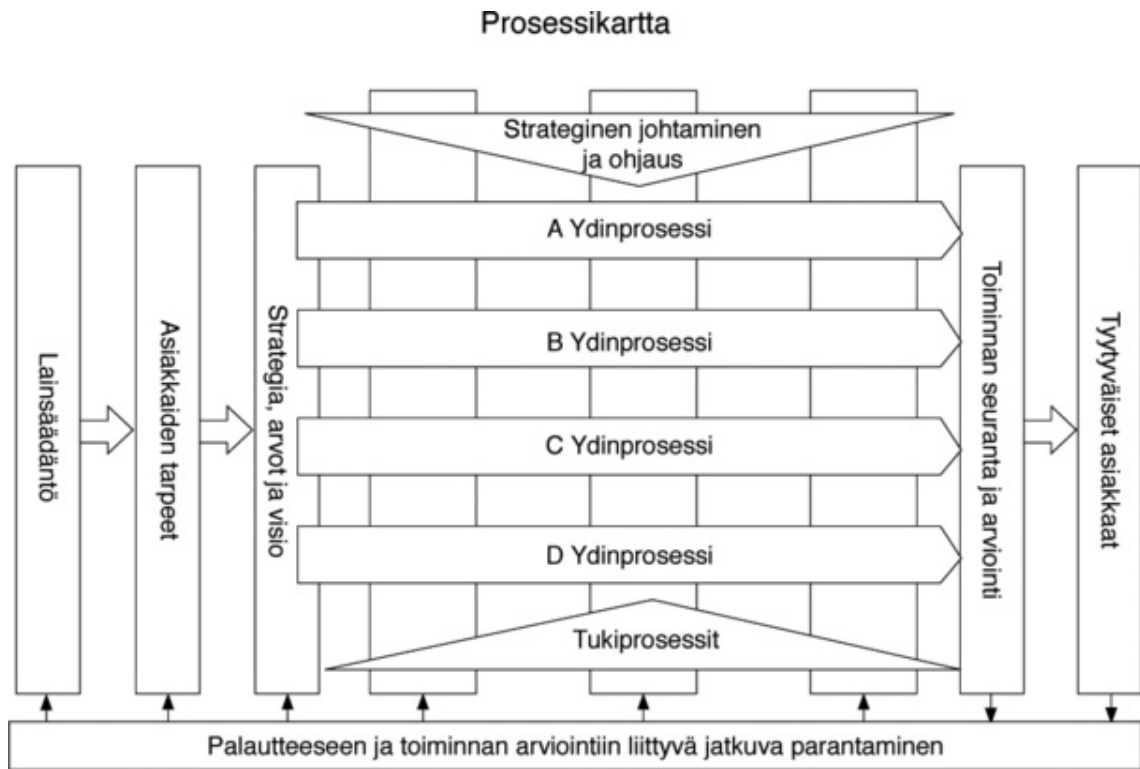 Prosessikartta
Strateginen johtaminen
ja ohjaus
Lainsäädäntö
Asiakkaiden tarpeet
Strategia, arvot ja visio
A Ydinprosessi
B Ydinprosessi
C Ydinprosessi
D Ydinprosessi
Tukiprosessit
Toiminnan seuranta ja arviointi
Tyytyväiset asiakkaat
Palautteeseen ja toiminnan arviointiin liittyvä jatkuva parantaminen